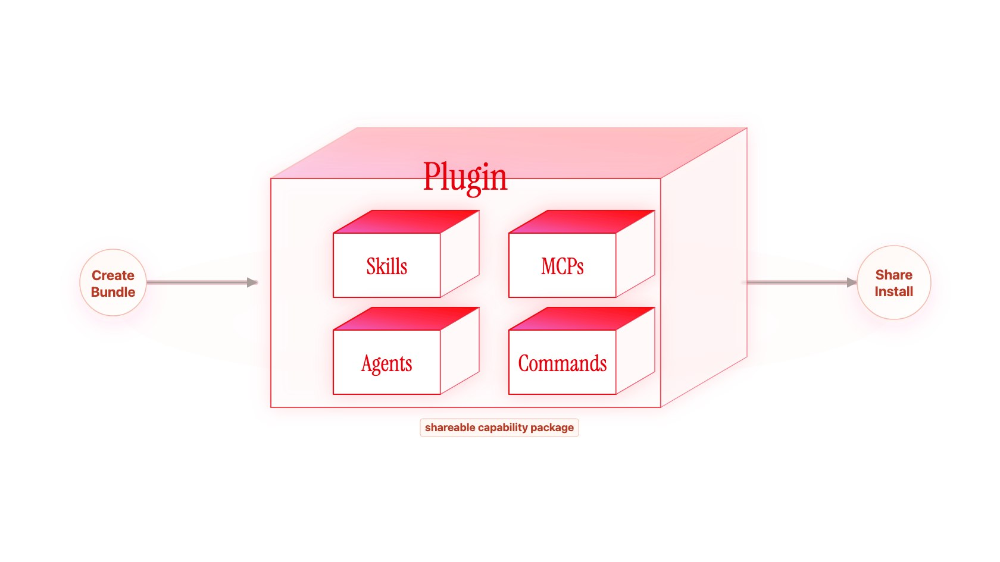 Plugin
Skills
MCPs
Create
Bundle
Share
Install
Agents
Commands
shareable capability package